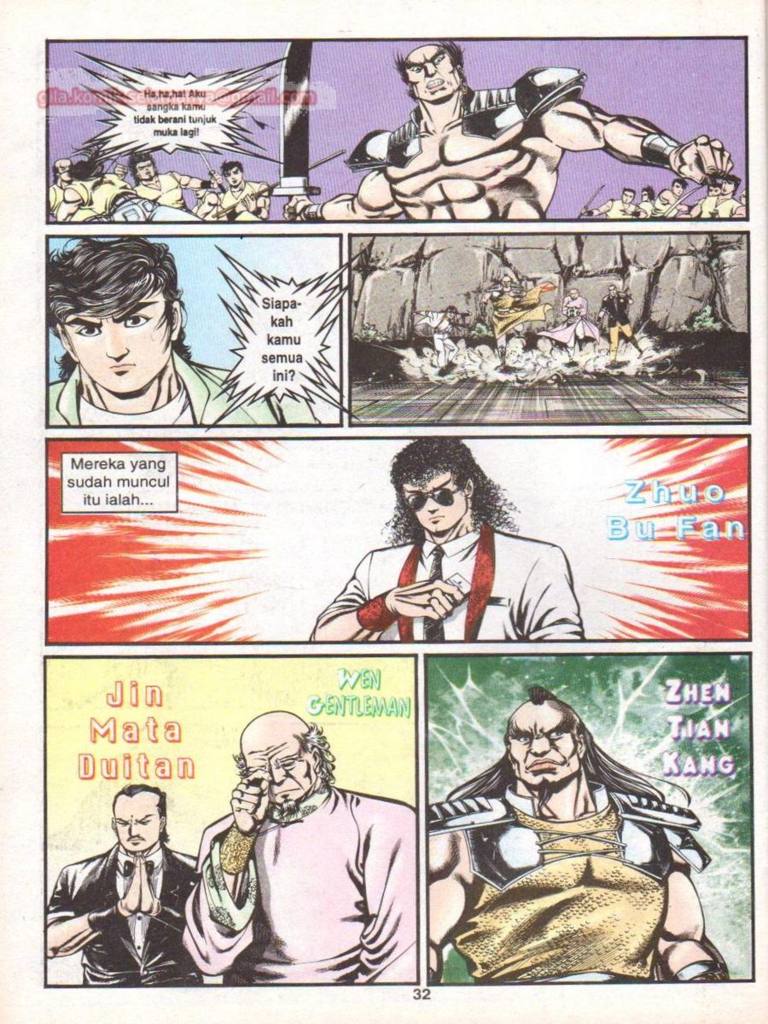 Ha,ha,ha! Aku
sangka kamu
tidak berani tunjuk
muka lagi!
Siapa-
kah
kamu
semua
ini?
Mereka yang
sudah muncul
itu ialah...
Zhuo
Bu Fan
Jin
Mata
Duitan
WEN
GENTLEMAN
ZHEN
TIAN
KANG
32